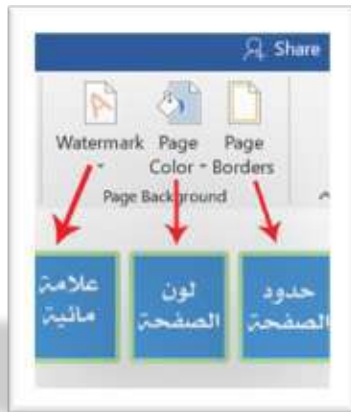 Share
Watermark Page Page
Color Borders
Page Background
علامة
مائية
لون
الصفحة
حدود
الصفحة